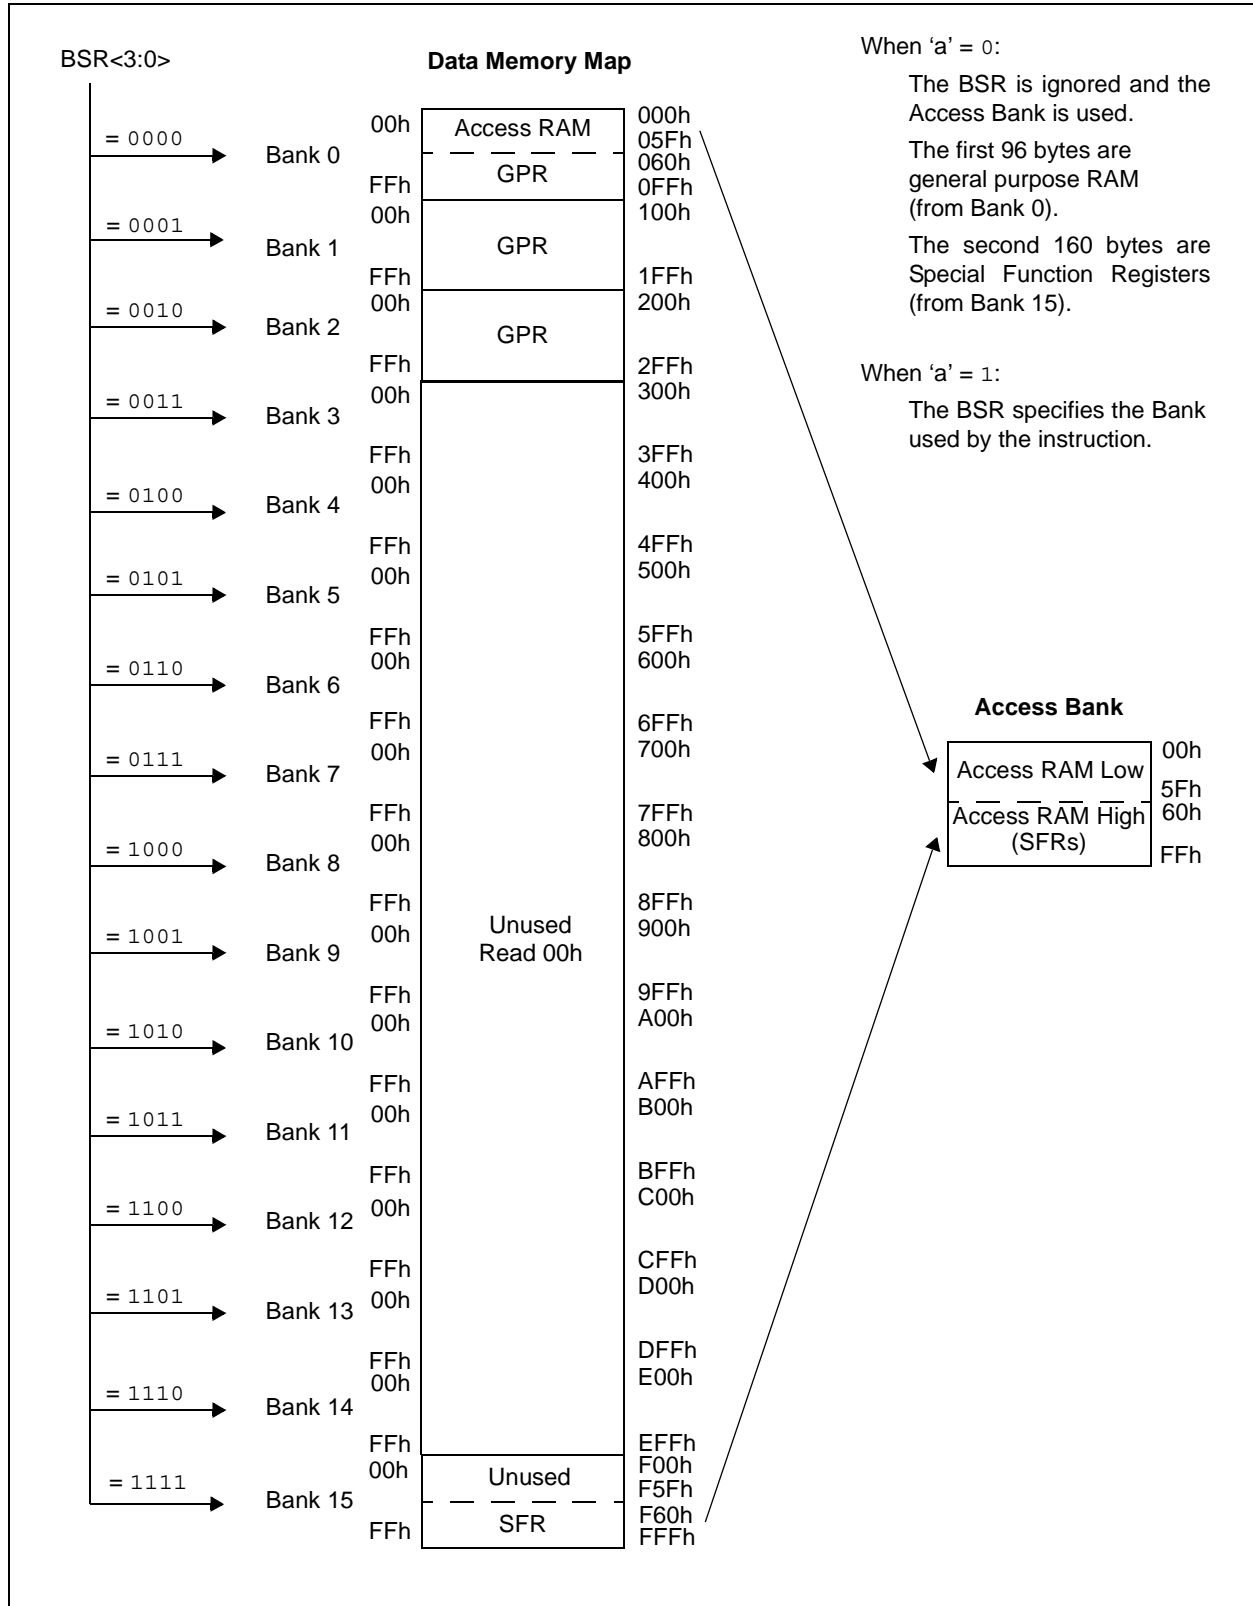 BSR<3:0>
Data Memory Map
When ‘a’ = 0:
The BSR is ignored and the
Access Bank is used.
The first 96 bytes are
general purpose RAM
(from Bank 0).
The second 160 bytes are
Special Function Registers
(from Bank 15).
When ‘a’ = 1:
The BSR specifies the Bank
used by the instruction.
= 0000
Bank 0
00h
FFh
Access RAM
GPR
000h
05Fh
060h
0FFh
= 0001
Bank 1
00h
FFh
GPR
100h
1FFh
= 0010
Bank 2
00h
FFh
GPR
200h
2FFh
= 0011
Bank 3
00h
FFh
300h
3FFh
= 0100
Bank 4
00h
FFh
400h
4FFh
= 0101
Bank 5
00h
FFh
500h
5FFh
= 0110
Bank 6
00h
FFh
600h
6FFh
= 0111
Bank 7
00h
FFh
700h
7FFh
= 1000
Bank 8
00h
FFh
800h
8FFh
= 1001
Bank 9
00h
FFh
Unused
Read 00h
900h
9FFh
= 1010
Bank 10
00h
FFh
A00h
AFFh
= 1011
Bank 11
00h
FFh
B00h
BFFh
= 1100
Bank 12
00h
FFh
C00h
CFFh
= 1101
Bank 13
00h
FFh
D00h
DFFh
= 1110
Bank 14
00h
FFh
E00h
EFFh
= 1111
Bank 15
00h
FFh
Unused
SFR
F00h
F5Fh
F60h
FFFh
Access Bank
Access RAM Low
Access RAM High
(SFRs)
00h
5Fh
60h
FFh